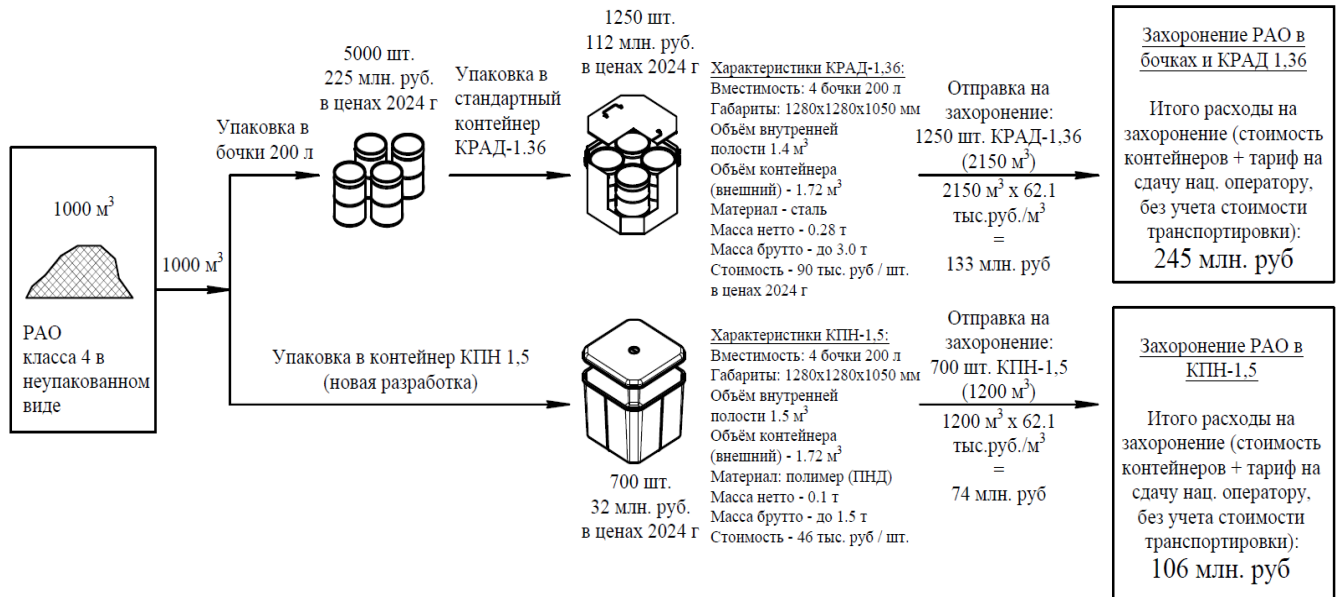 1000 м³
РАО
класса 4 в
неупакованном
виде
1000 м³
Упаковка в
бочки 200 л
5000 шт.
225 млн. руб.
в ценах 2024 г
Упаковка в
стандартный
контейнер
КРАД-1.36
1250 шт.
112 млн. руб.
в ценах 2024 г
Характеристики КРАД-1,36:
Вместимость: 4 бочки 200 л
Габариты: 1280х1280х1050 мм
Объём внутренней
полости 1.4 м³
Объём контейнера
(внешний) - 1.72 м³
Материал - сталь
Масса нетто - 0.28 т
Масса брутто - до 3.0 т
Стоимость - 90 тыс. руб / шт.
в ценах 2024 г
Отправка на
захоронение:
1250 шт. КРАД-1,36
(2150 м³)
2150 м³ х 62.1
тыс.руб./м³
=
133 млн. руб
Захоронение РАО в
бочках и КРАД 1,36
Итого расходы на
захоронение (стоимость
контейнеров + тариф на
сдачу нац. оператору,
без учета стоимости
транспортировки):
245 млн. руб
Упаковка в контейнер КПН 1,5
(новая разработка)
700 шт.
32 млн. руб.
в ценах 2024 г
Характеристики КПН-1,5:
Вместимость: 4 бочки 200 л
Габариты: 1280х1280х1050 мм
Объём внутренней
полости 1.5 м³
Объём контейнера
(внешний) - 1.72 м³
Материал: полимер (ПНД)
Масса нетто - 0.1 т
Масса брутто - до 1.5 т
Стоимость - 46 тыс. руб / шт.
Отправка на
захоронение:
700 шт. КПН-1,5
(1200 м³)
1200 м³ х 62.1
тыс.руб./м³
=
74 млн. руб
Захоронение РАО в
КПН-1,5
Итого расходы на
захоронение (стоимость
контейнеров + тариф на
сдачу нац. оператору,
без учета стоимости
транспортировки):
106 млн. руб